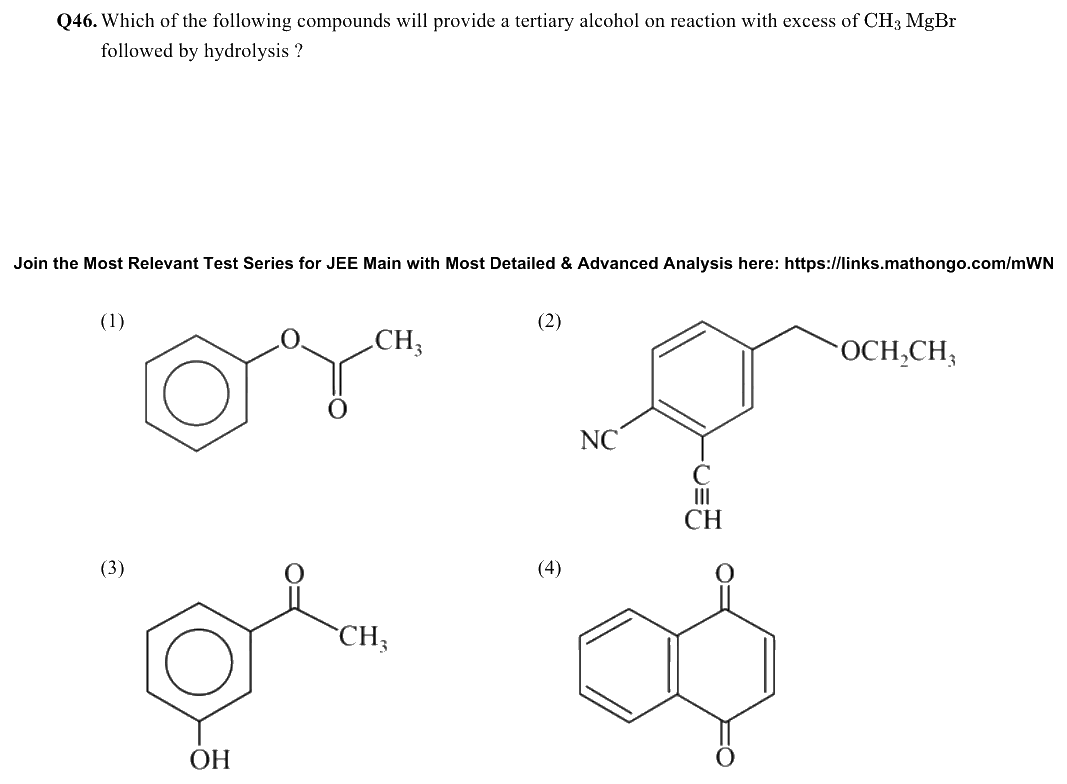 Q46. Which of the following compounds will provide a tertiary alcohol on reaction with excess of CH₃ MgBr
followed by hydrolysis ?
Join the Most Relevant Test Series for JEE Main with Most Detailed & Advanced Analysis here: https://links.mathongo.com/mWN
(1)
O
CH₃
O
(2)
OCH₂CH₃
NC
C
CH
(3)
O
CH₃
OH
(4)
O
O